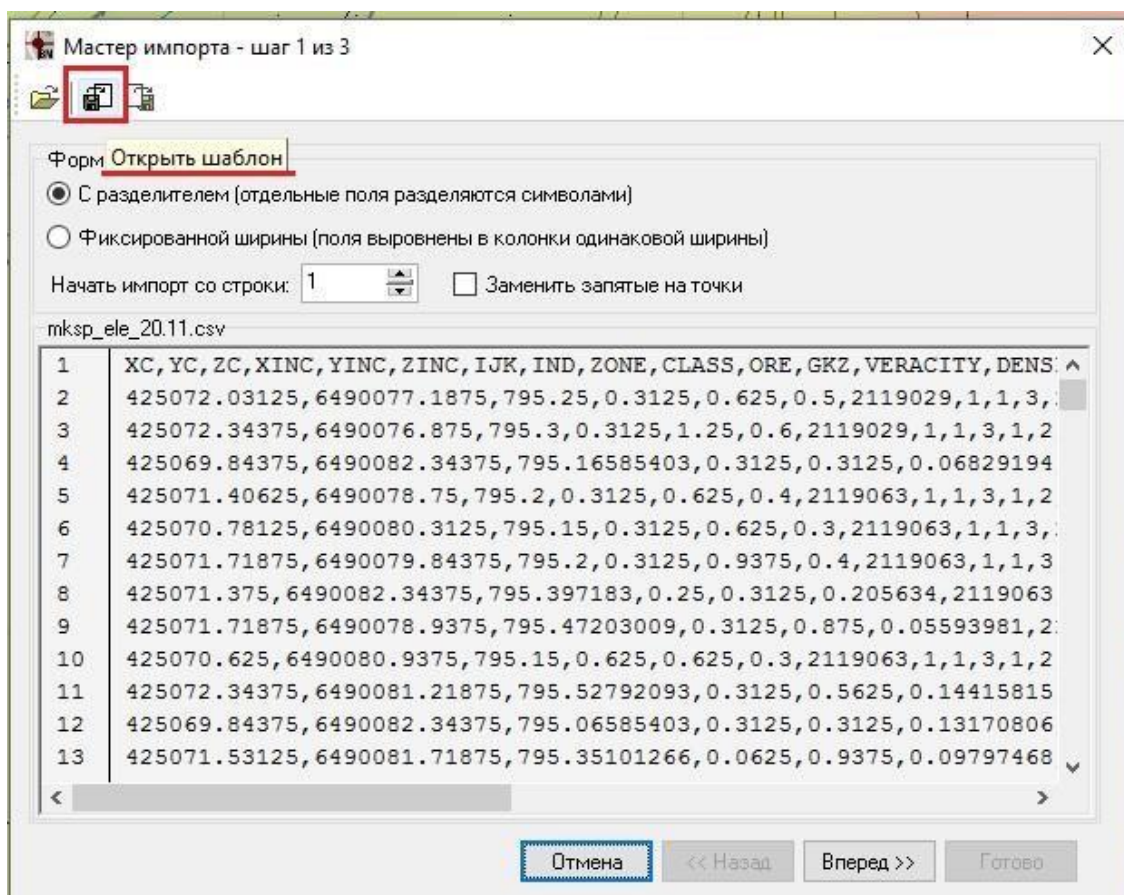 Мастер импорта - шаг 1 из 3
Форм
Открыть шаблон
С разделителем (отдельные поля разделяются символами)
Фиксированной ширины (поля выровнены в колонки одинаковой ширины)
Начать импорт со строки: 1 Заменить запятые на точки
mksp_ele_20.11.csv
1 XC,YC,ZC,XINC,YINC,ZINC,IJK,IND,ZONE,CLASS,ORE,GKZ,VERACITY,DENS
2 425072.03125,6490077.1875,795.25,0.3125,0.625,0.5,2119029,1,1,3,
3 425072.34375,6490076.875,795.3,0.3125,1.25,0.6,2119029,1,1,3,1,2
4 425069.84375,6490082.34375,795.16585403,0.3125,0.3125,0.06829194
5 425071.40625,6490078.75,795.2,0.3125,0.625,0.4,2119063,1,1,3,1,2
6 425070.78125,6490080.3125,795.15,0.3125,0.625,0.3,2119063,1,1,3,
7 425071.71875,6490079.84375,795.2,0.3125,0.9375,0.4,2119063,1,1,3
8 425071.375,6490082.34375,795.397183,0.25,0.3125,0.205634,2119063
9 425071.71875,6490078.9375,795.47203009,0.3125,0.875,0.05593981,2
10 425070.625,6490080.9375,795.15,0.625,0.625,0.3,2119063,1,1,3,1,2
11 425072.34375,6490081.21875,795.52792093,0.3125,0.5625,0.14415815
12 425069.84375,6490082.34375,795.06585403,0.3125,0.3125,0.13170806
13 425071.53125,6490081.71875,795.35101266,0.0625,0.9375,0.09797468
Отмена << Назад Вперед >> Готово